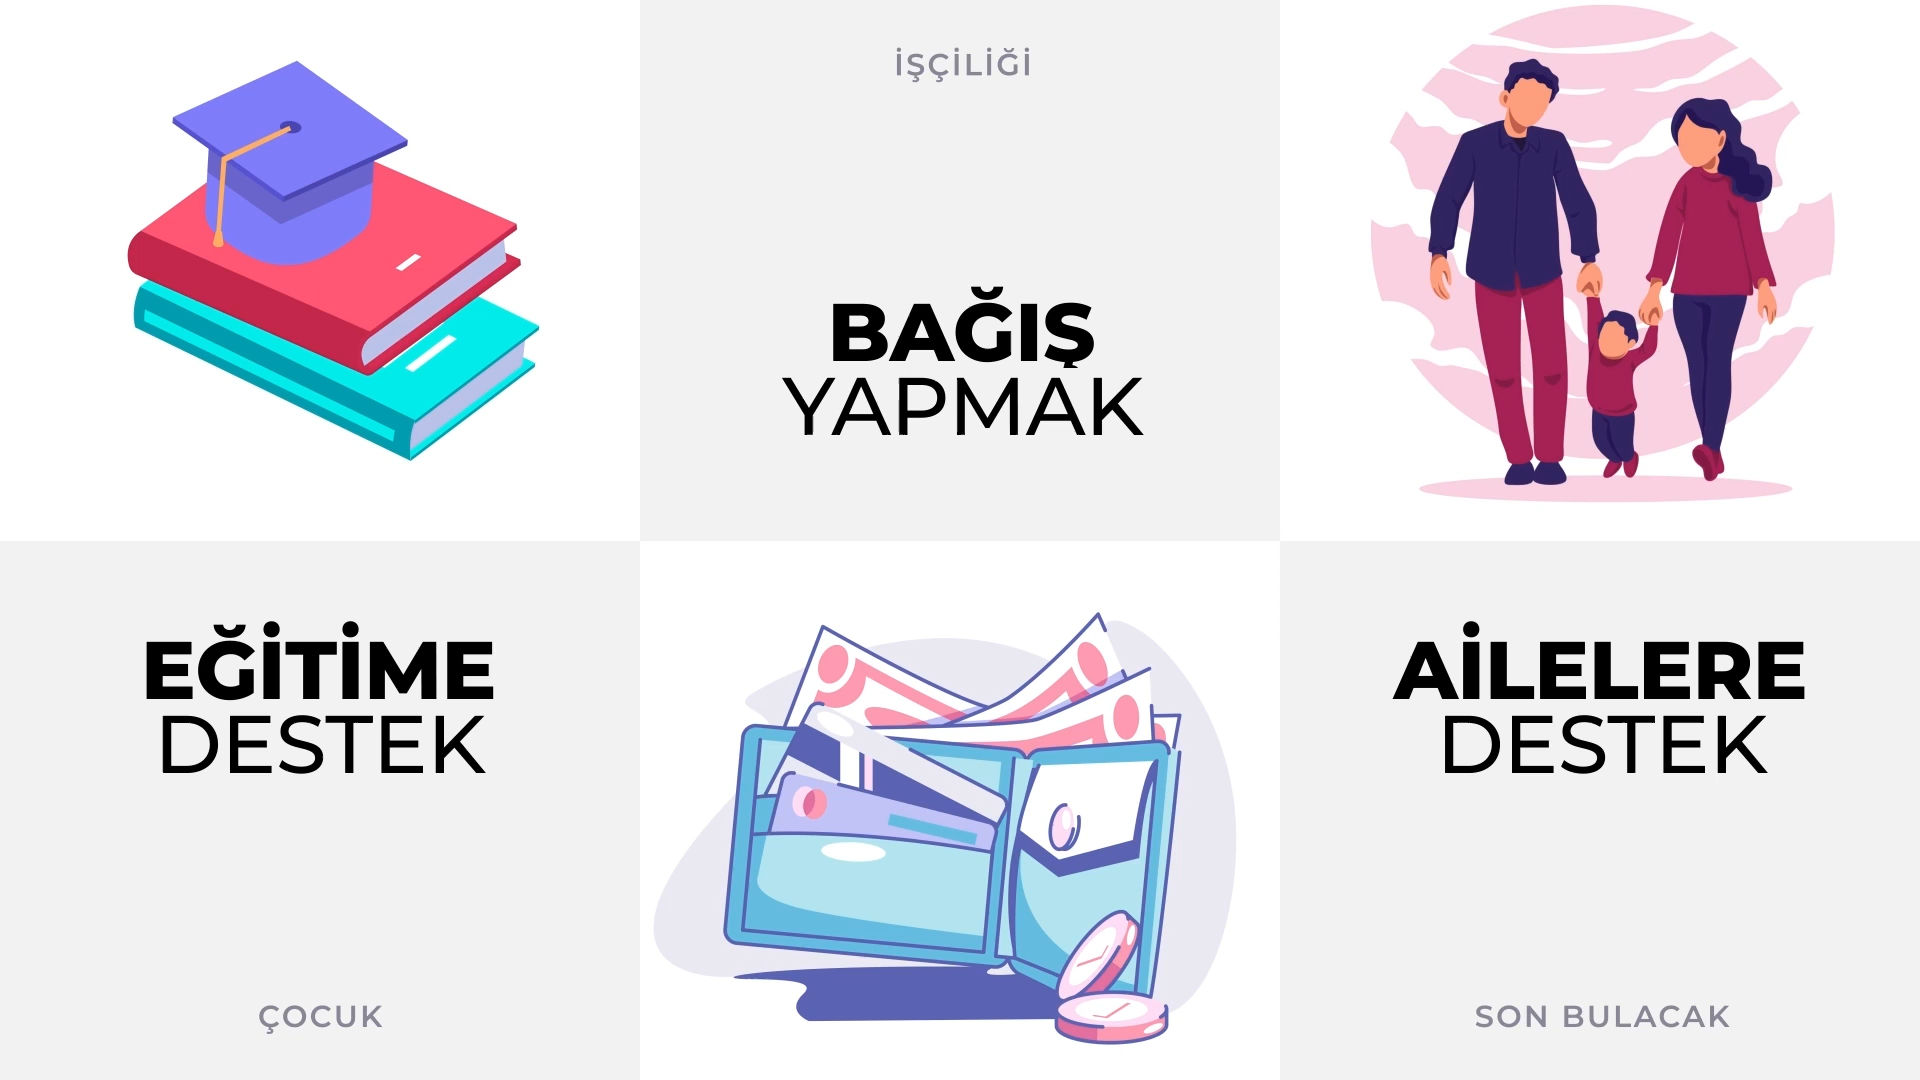 İŞÇİLİĞİ
BAĞIŞ
YAPMAK
EĞİTİME
DESTEK
ÇOCUK
AİLELERE
DESTEK
SON BULACAK